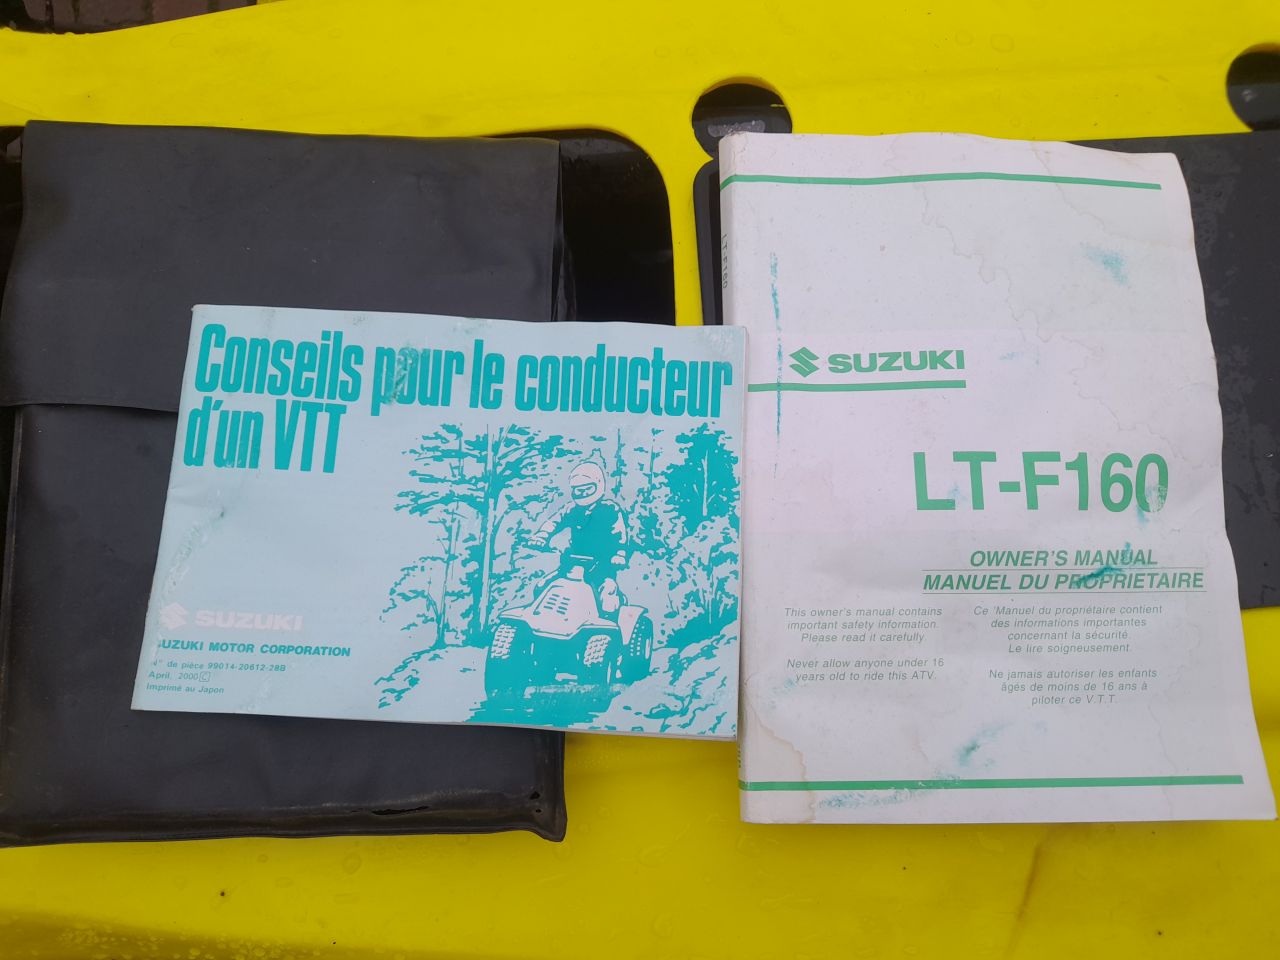 Conseils pour le conducteur
d'un VTT
SUZUKI
SUZUKI MOTOR CORPORATION
N° de pièce 99014-20612-28B
April, 2000 C
Imprimé au Japon
LT-F160
SUZUKI
LT-F160
OWNER'S MANUAL
MANUEL DU PROPRIETAIRE
This owner's manual contains
important safety information.
Please read it carefully.
Never allow anyone under 16
years old to ride this ATV.
Ce 'Manuel du propriétaire contient
des informations importantes
concernant la sécurité.
Le lire soigneusement.
Ne jamais autoriser les enfants
âgés de moins de 16 ans à
piloter ce V.T.T.